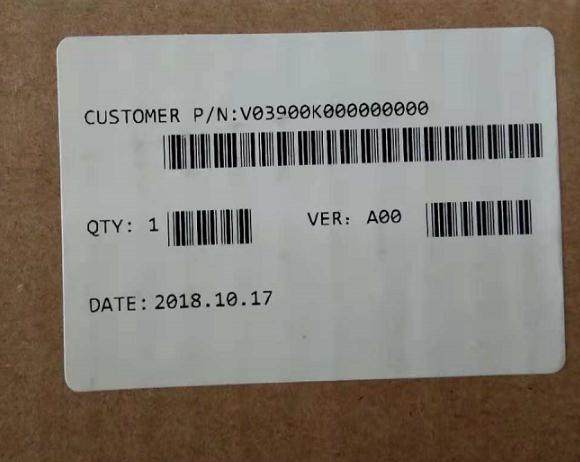 CUSTOMER P/N:V03900K000000000
QTY: 1 VER: A00
DATE: 2018.10.17